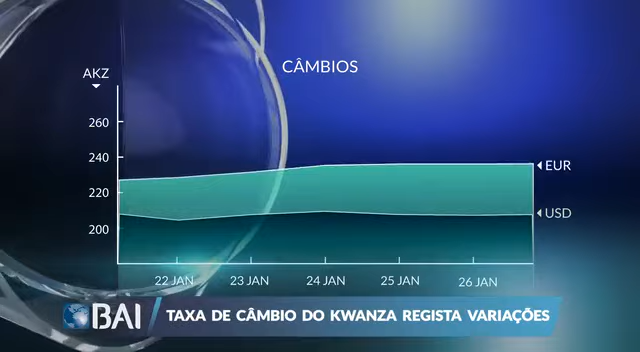 CÂMBIOS
AKZ
260
240
220
200
EUR
USD
22 JAN
23 JAN
24 JAN
25 JAN
26 JAN
BAI
TAXA DE CÂMBIO DO KWANZA REGISTA VARIAÇÕES